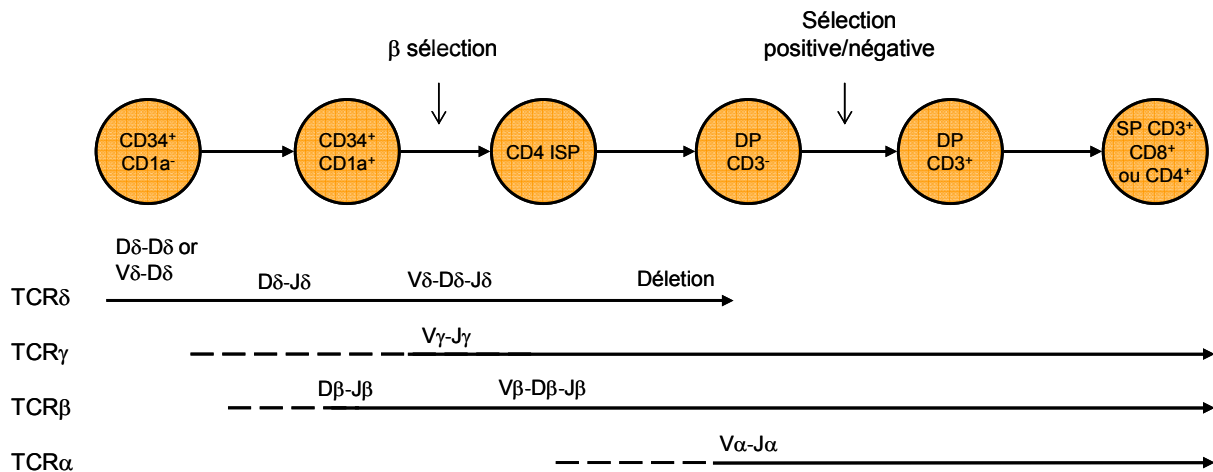 β sélection
Sélection
positive/négative
CD34⁺
CD1a⁻
CD34⁺
CD1a⁺
CD4 ISP
DP
CD3⁻
DP
CD3⁺
SP CD3⁺
CD8⁺
ou CD4⁺
Dδ-Dδ or
Vδ-Dδ
TCRδ
Dδ-Jδ
Vδ-Dδ-Jδ
Déletion
TCRγ
Vγ-Jγ
TCRβ
Dβ-Jβ
Vβ-Dβ-Jβ
TCRα
Vα-Jα